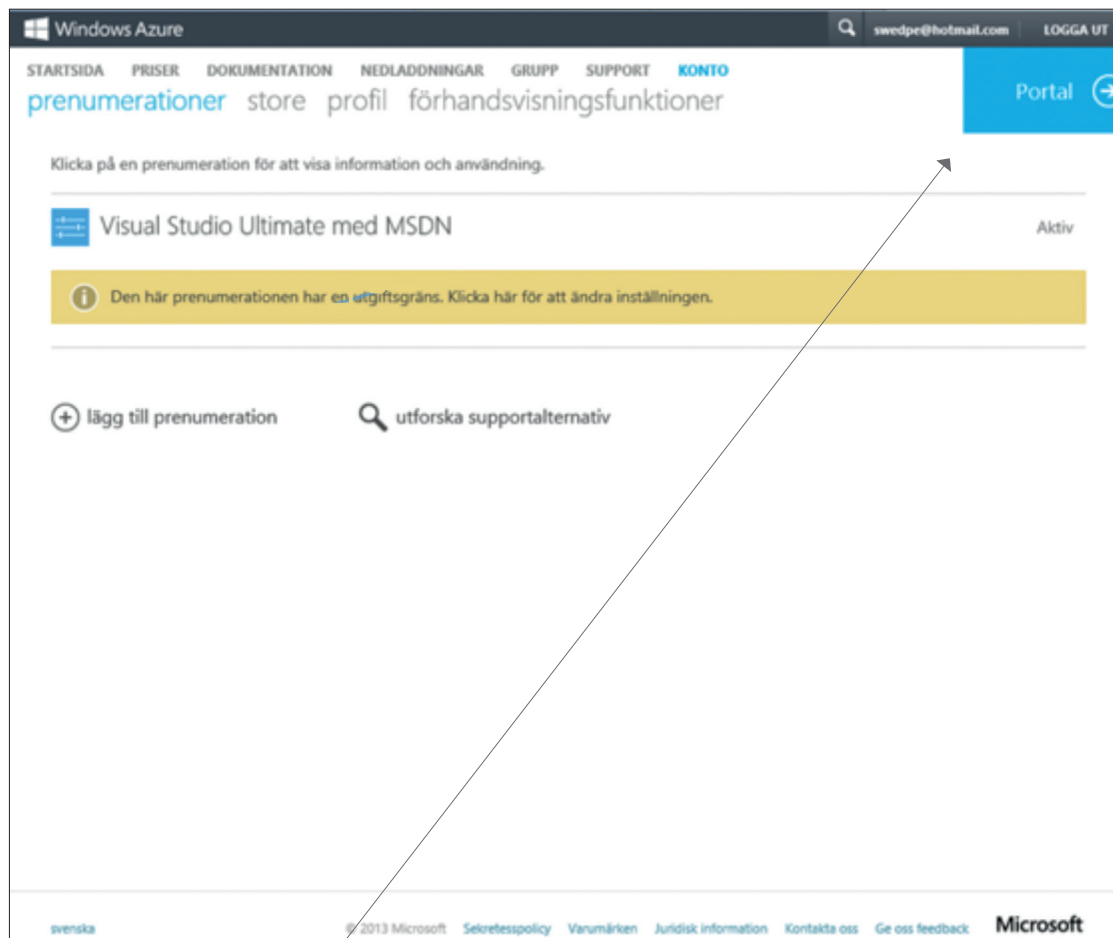 Windows Azure
swedpe@hotmail.com LOGGA UT
STARTSIDA PRISER DOKUMENTATION NEDLADDNINGAR GRUPP SUPPORT KONTO
prenumerationer store profil förhandsvisningsfunktioner
Portal
Klicka på en prenumeration för att visa information och användning.
Visual Studio Ultimate med MSDN
Aktiv
Den här prenumerationen har en utgiftsgräns. Klicka här för att ändra inställningen.
lägg till prenumeration
utforska supportalternativ
svenska
© 2013 Microsoft Sekretesspolicy Varumärken Juridisk information Kontakta oss Ge oss feedback Microsoft